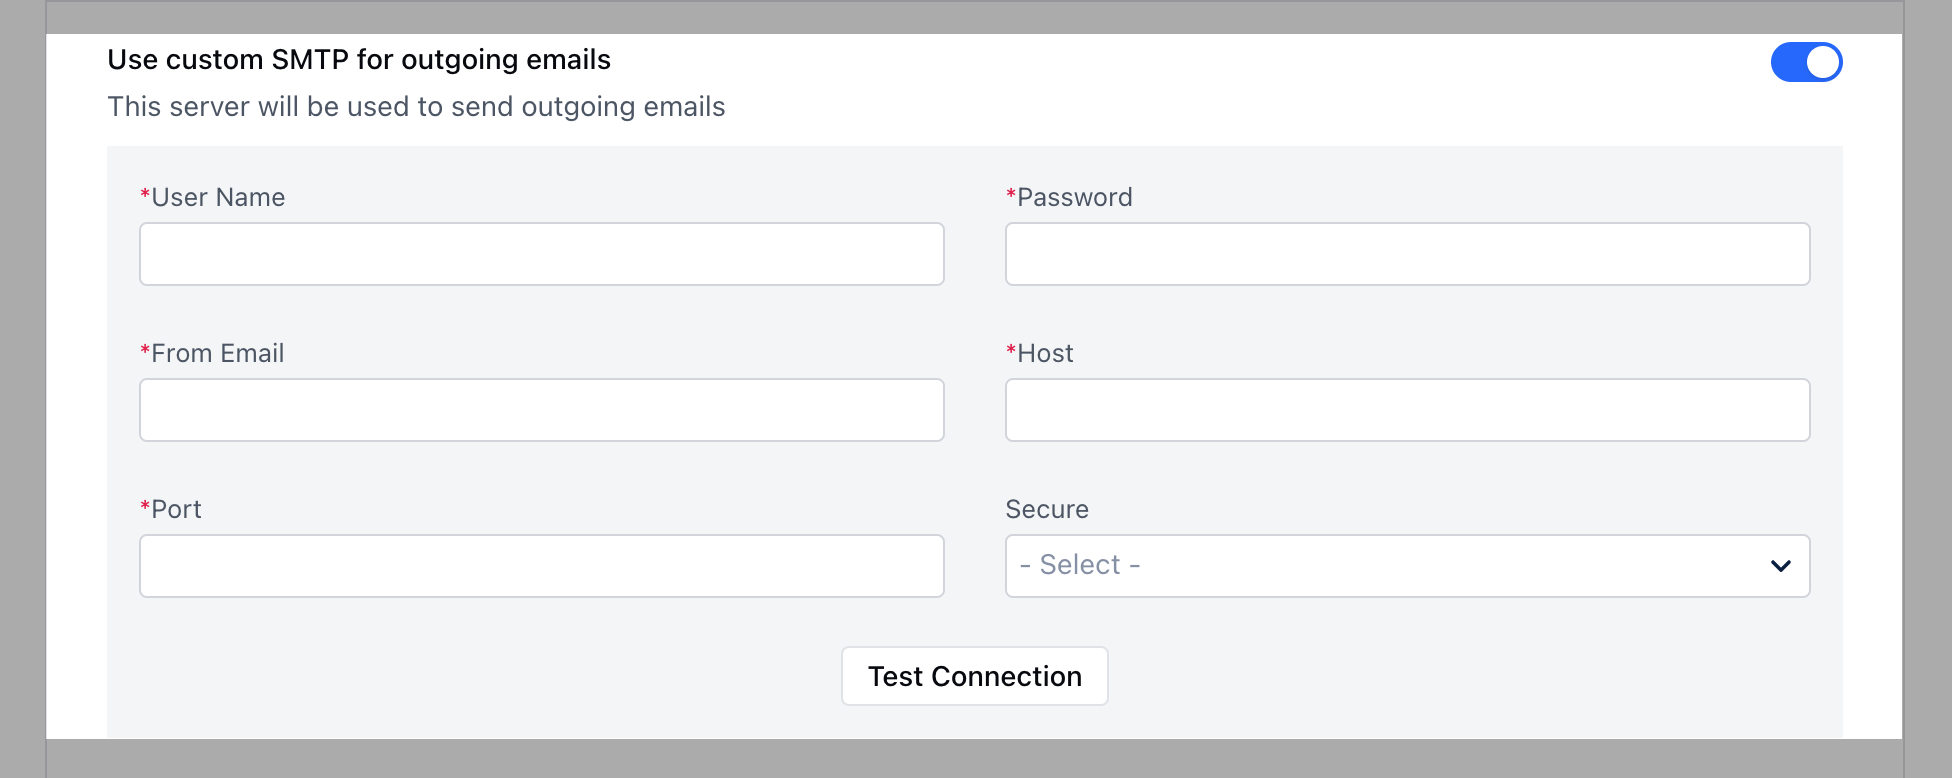 Use custom SMTP for outgoing emails
This server will be used to send outgoing emails
*User Name
*Password
*From Email
*Host
*Port
Secure
- Select -
Test Connection